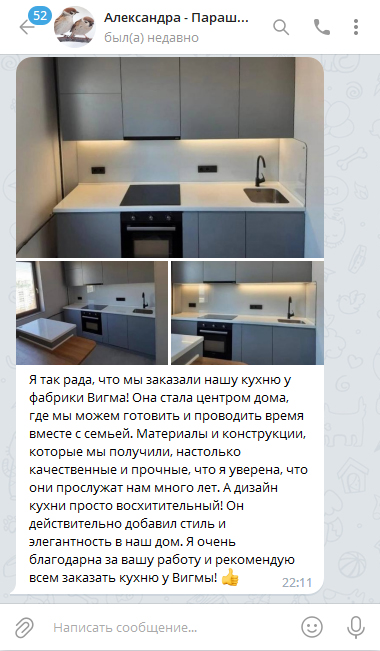 52
Александра - Параш...
был(а) недавно
Я так рада, что мы заказали нашу кухню у
фабрики Вигма! Она стала центром дома,
где мы можем готовить и проводить время
вместе с семьей. Материалы и конструкции,
которые мы получили, настолько
качественные и прочные, что я уверена, что
они прослужат нам много лет. А дизайн
кухни просто восхитительный! Он
действительно добавил стиль и
элегантность в наш дом. Я очень
благодарна за вашу работу и рекомендую
всем заказать кухню у Вигмы! 👍
22:11
Написать сообщение...